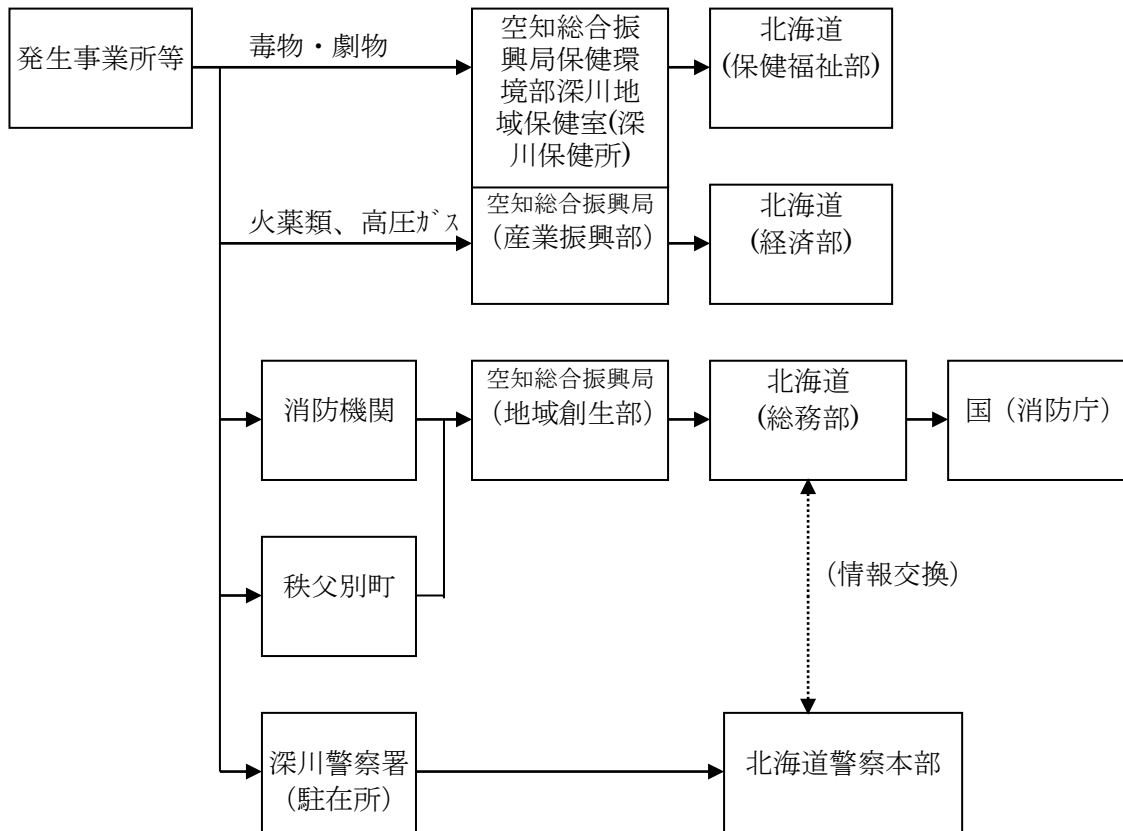 発生事業所等
毒物・劇物
空知総合振
興局保健環
境部深川地
域保健室(深
川保健所)
北海道
(保健福祉部)
火薬類、高圧ｶﾞｽ
空知総合振興局
（産業振興部）
北海道
(経済部)
消防機関
空知総合振興局
（地域創生部）
北海道
(総務部)
国（消防庁）
秩父別町
（情報交換）
深川警察署
（駐在所）
北海道警察本部